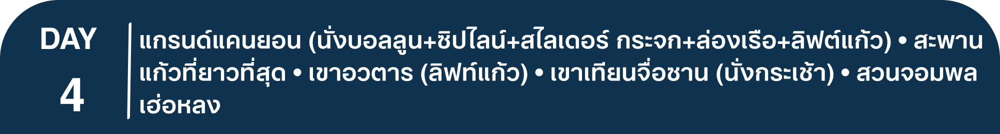 DAY
4
แกรนด์แคนยอน (นั่งบอลลูน+ซิปไลน์+สไลเดอร์ กระจก+ล่องเรือ+ลิฟต์แก้ว) • สะพาน
แก้วที่ยาวที่สุด • เขาอวตาร (ลิฟท์แก้ว) • เขาเทียนจื่อซาน (นั่งกระเช้า) • สวนจอมพล
เฮ่อหลง